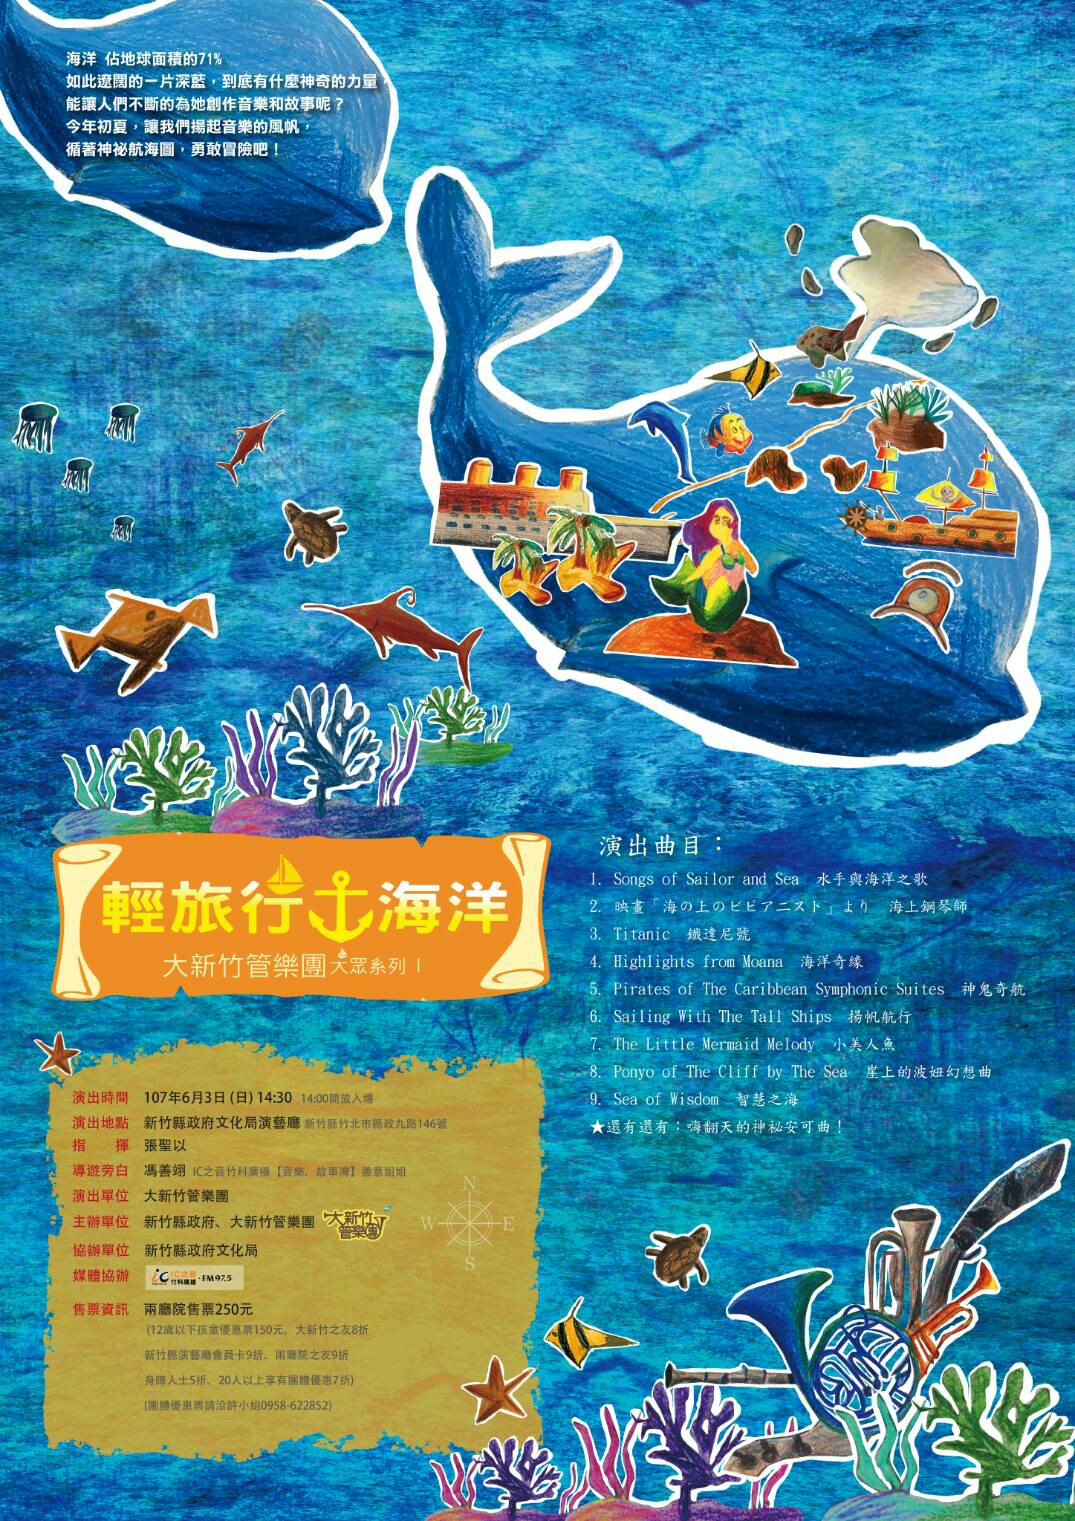 海洋 佔地球面積的71%
如此遼闊的一片深藍，到底有什麼神奇的力量，
能讓人們不斷的為她創作音樂和故事呢？
今年初夏，讓我們揚起音樂的風帆，
循著神祕航海圖，勇敢冒險吧！
輕旅行 海洋
大新竹管樂團大眾系列 I
演出曲目：
1. Songs of Sailor and Sea 水手與海洋之歌
2. 映畫「海の上のピピアニスト」より 海上鋼琴師
3. Titanic 鐵達尼號
4. Highlights from Moana 海洋奇緣
5. Pirates of The Caribbean Symphonic Suites 神鬼奇航
6. Sailing With The Tall Ships 揚帆航行
7. The Little Mermaid Melody 小美人魚
8. Ponyo of The Cliff by The Sea 崖上的波妞幻想曲
9. Sea of Wisdom 智慧之海
★還有還有：嗨翻天的神祕安可曲！
演出時間 107年6月3日 (日) 14:30 14:00開放入場
演出地點 新竹縣政府文化局演藝廳 新竹縣竹北市縣政九路146號
指 揮 張聖以
導遊旁白 馮善翊 IC之音竹科廣播【音樂．故事灣】善意姐姐
演出單位 大新竹管樂團
主辦單位 新竹縣政府、大新竹管樂團 大新竹管樂團
協辦單位 新竹縣政府文化局
媒體協辦 iC IC之音 竹科廣播·FM97.5
售票資訊 兩廳院售票250元
(12歲以下孩童優惠票150元，大新竹之友8折
新竹縣演藝廳會員卡9折、兩廳院之友9折
身障人士5折、20人以上享有團體優惠7折)
(團體優惠票請洽許小姐0958-622852)
N
W E
S